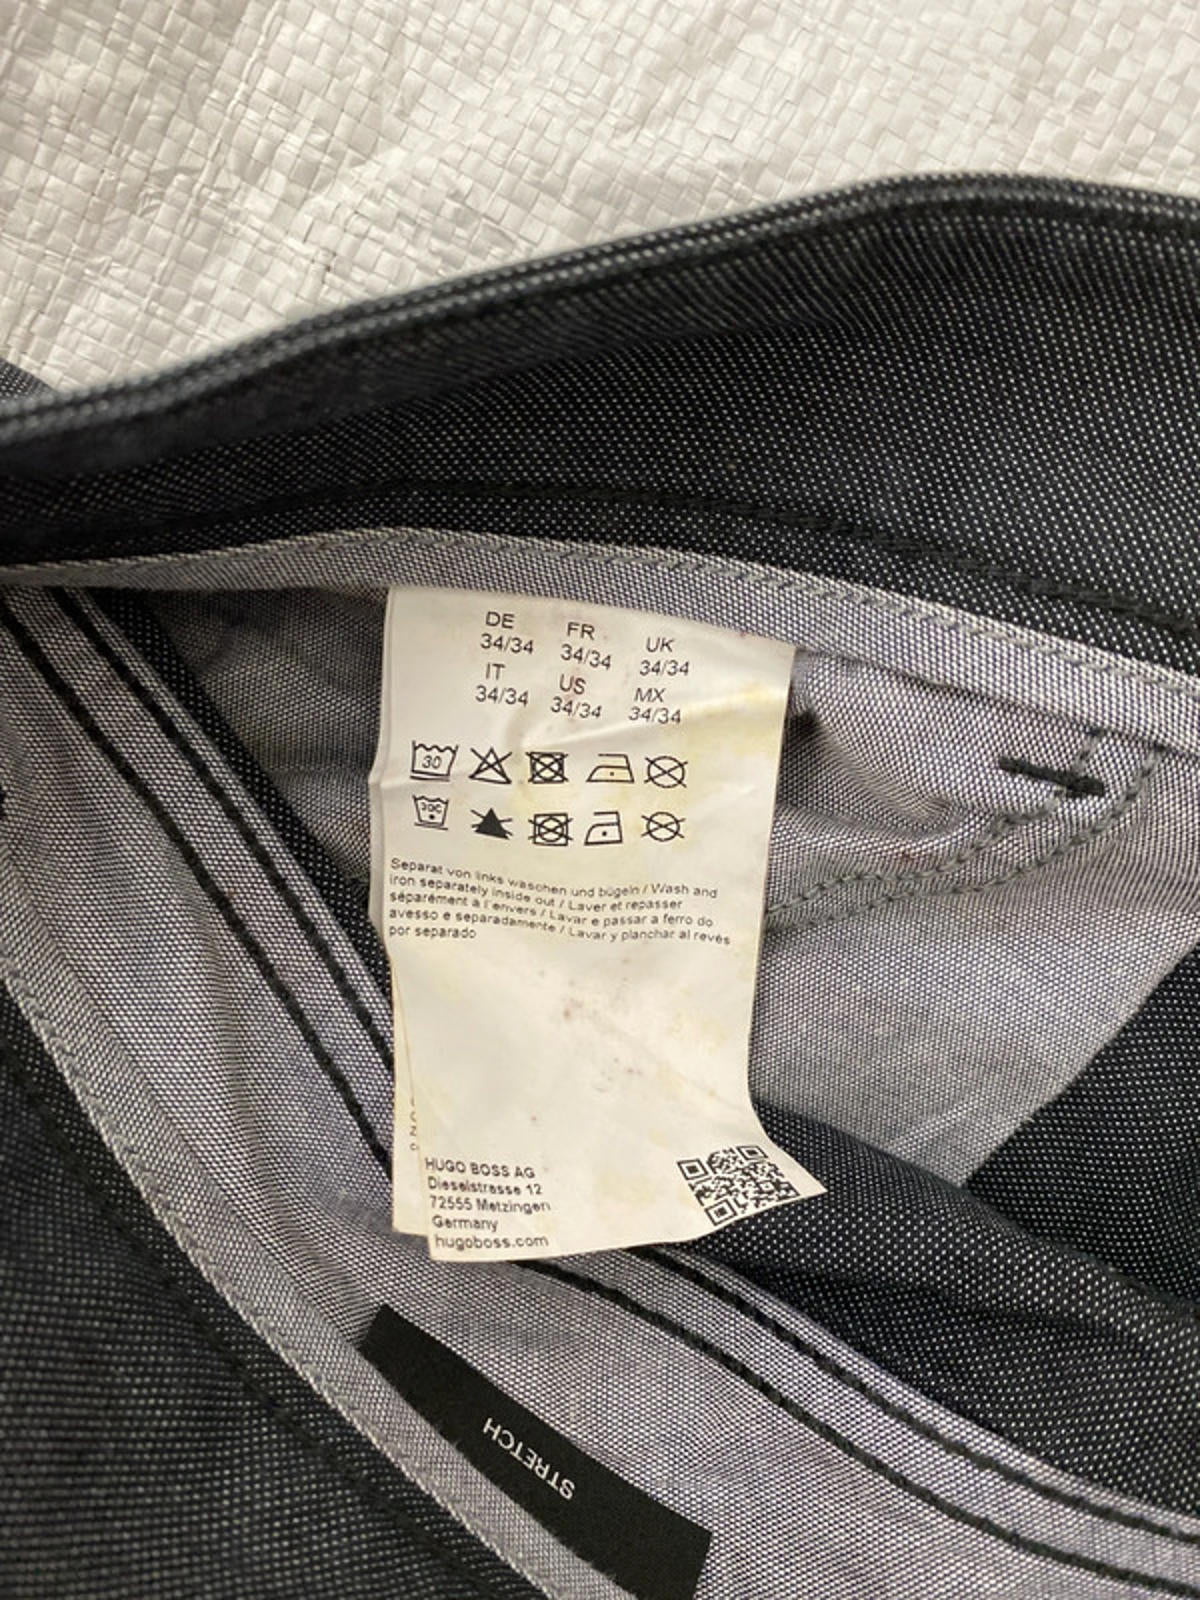 DE FR UK
34/34 34/34 34/34
IT US MX
34/34 34/34 34/34
30
30C
Separat von links waschen und bügeln / Wash and
iron separately inside out / Laver et repasser
séparément à l'envers / Lavar e passar a ferro do
avesso e separadamente / Lavar y planchar al revés
por separado
HUGO BOSS AG
Dieselstrasse 12
72555 Metzingen
Germany
hugoboss.com
STRETCH